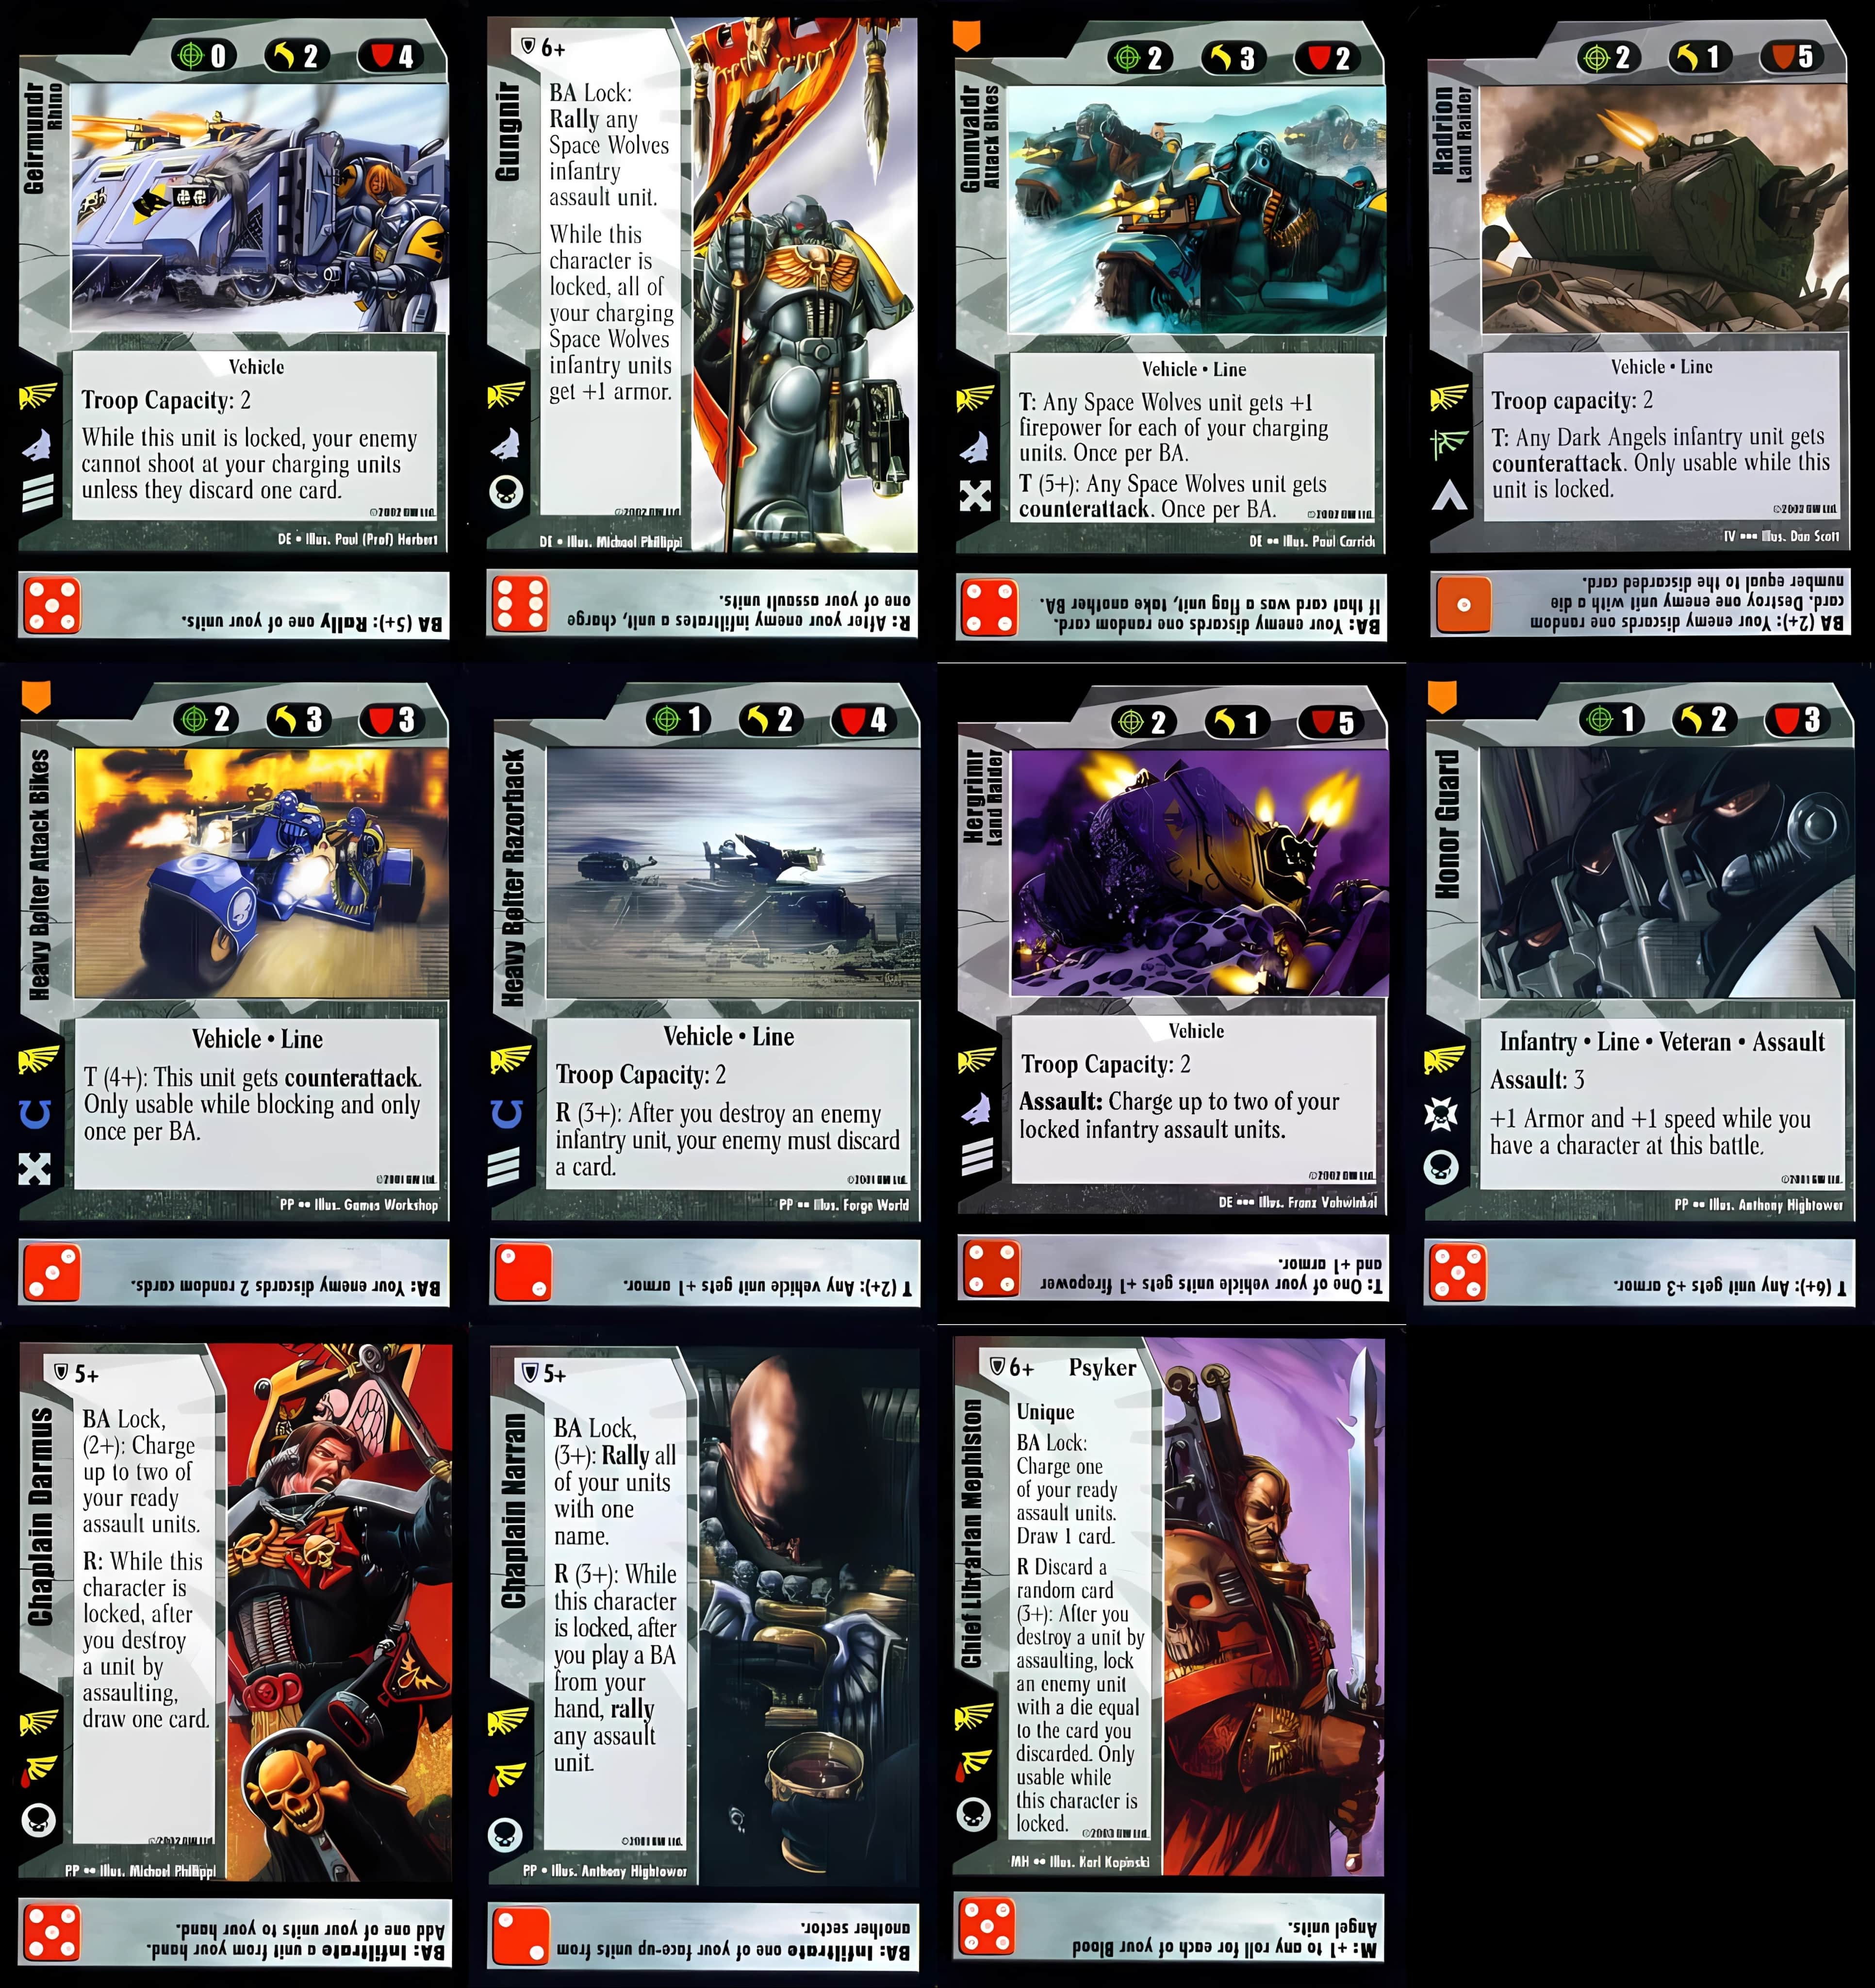 0 2 4
Geirmundr
Rhino
Vehicle
Troop Capacity: 2
While this unit is locked, your enemy
cannot shoot at your charging units
unless they discard one card.
©2002 GW Ltd.
DE • Illus. Paul (Prof) Herbert
BA (5+): Rally one of your units.
6+
Gungnir
BA Lock:
Rally any
Space Wolves
infantry
assault unit.
While this
character is
locked, all of
your charging
Space Wolves
infantry units
get +1 armor.
©2002 GW Ltd.
DE • Illus. Michael Phillippi
R: After your enemy infiltrates a unit, charge
one of your assault units.
2 3 2
Gunnvaldr
Attack Bikes
Vehicle • Line
T: Any Space Wolves unit gets +1
firepower for each of your charging
units. Once per BA.
T (5+): Any Space Wolves unit gets
counterattack. Once per BA.
©2002 GW Ltd.
DE •• Illus. Paul Carrick
BA: Your enemy discards one random card.
If that card was a flag unit, take another BA.
2 1 5
Hadrion
Land Raider
Vehicle • Line
Troop capacity: 2
T: Any Dark Angels infantry unit gets
counterattack. Only usable while this
unit is locked.
©2002 GW Ltd.
IV ••• Illus. Dan Scott
BA (2+): Your enemy discards one random
card. Destroy one enemy unit with a die
number equal to the discarded card.
2 3 3
Heavy Bolter Attack Bikes
Vehicle • Line
T (4+): This unit gets counterattack.
Only usable while blocking and only
once per BA.
©2001 GW Ltd.
PP •• Illus. Games Workshop
BA: Your enemy discards 2 random cards.
1 2 4
Heavy Bolter Razorback
Vehicle • Line
Troop Capacity: 2
R (3+): After you destroy an enemy
infantry unit, your enemy must discard
a card.
©2001 GW Ltd.
PP •• Illus. Forge World
T (2+): Any vehicle unit gets +1 armor.
2 1 5
Hergrimr
Land Raider
Vehicle
Troop Capacity: 2
Assault: Charge up to two of your
locked infantry assault units.
©2002 GW Ltd.
DE ••• Illus. Franz Vohwinkel
T: One of your vehicle units gets +1 firepower
and +1 armor.
1 2 3
Honor Guard
Infantry • Line • Veteran • Assault
Assault: 3
+1 Armor and +1 speed while you
have a character at this battle.
©2001 GW Ltd.
PP •• Illus. Anthony Hightower
T (6+): Any unit gets +3 armor.
5+
Chaplain Darmus
BA Lock,
(2+): Charge
up to two of
your ready
assault units.
R: While this
character is
locked, after
you destroy
a unit by
assaulting,
draw one card.
©2002 GW Ltd.
PP •• Illus. Michael Phillippi
BA: Infiltrate a unit from your hand.
Add one of your units to your hand.
5+
Chaplain Narran
BA Lock,
(3+): Rally all
of your units
with one
name.
R (3+): While
this character
is locked, after
you play a BA
from your
hand, rally
any assault
unit.
©2001 GW Ltd.
PP • Illus. Anthony Hightower
BA: Infiltrate one of your face-up units from
another sector.
6+ Psyker
Chief Librarian Mephiston
Unique
BA Lock:
Charge one
of your ready
assault units.
Draw 1 card.
R Discard a
random card
(3+): After you
destroy a unit by
assaulting, lock
an enemy unit
with a die equal
to the card you
discarded. Only
usable while
this character is
locked.
©2003 GW Ltd.
MH •• Illus. Karl Kopinski
M: +1 to any roll for each of your Blood
Angel units.